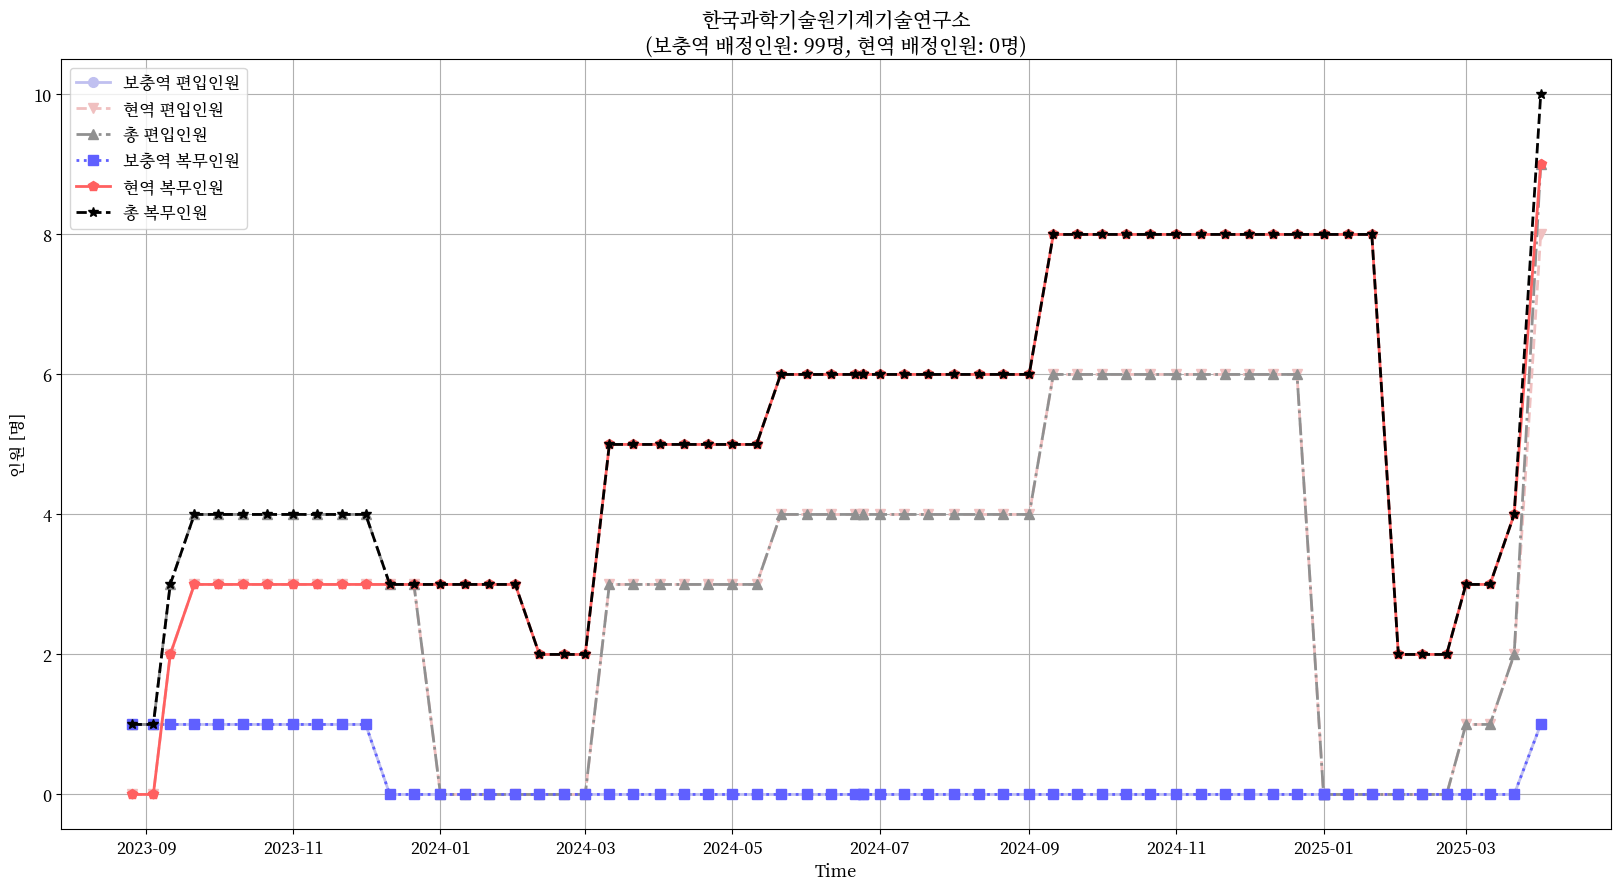 한국과학기술원기계기술연구소
(보충역 배정인원: 99명, 현역 배정인원: 0명)
보충역 편입인원
현역 편입인원
총 편입인원
보충역 복무인원
현역 복무인원
총 복무인원
인원 [명]
10
8
6
4
2
0
2023-09
2023-11
2024-01
2024-03
2024-05
2024-07
2024-09
2024-11
2025-01
2025-03
Time